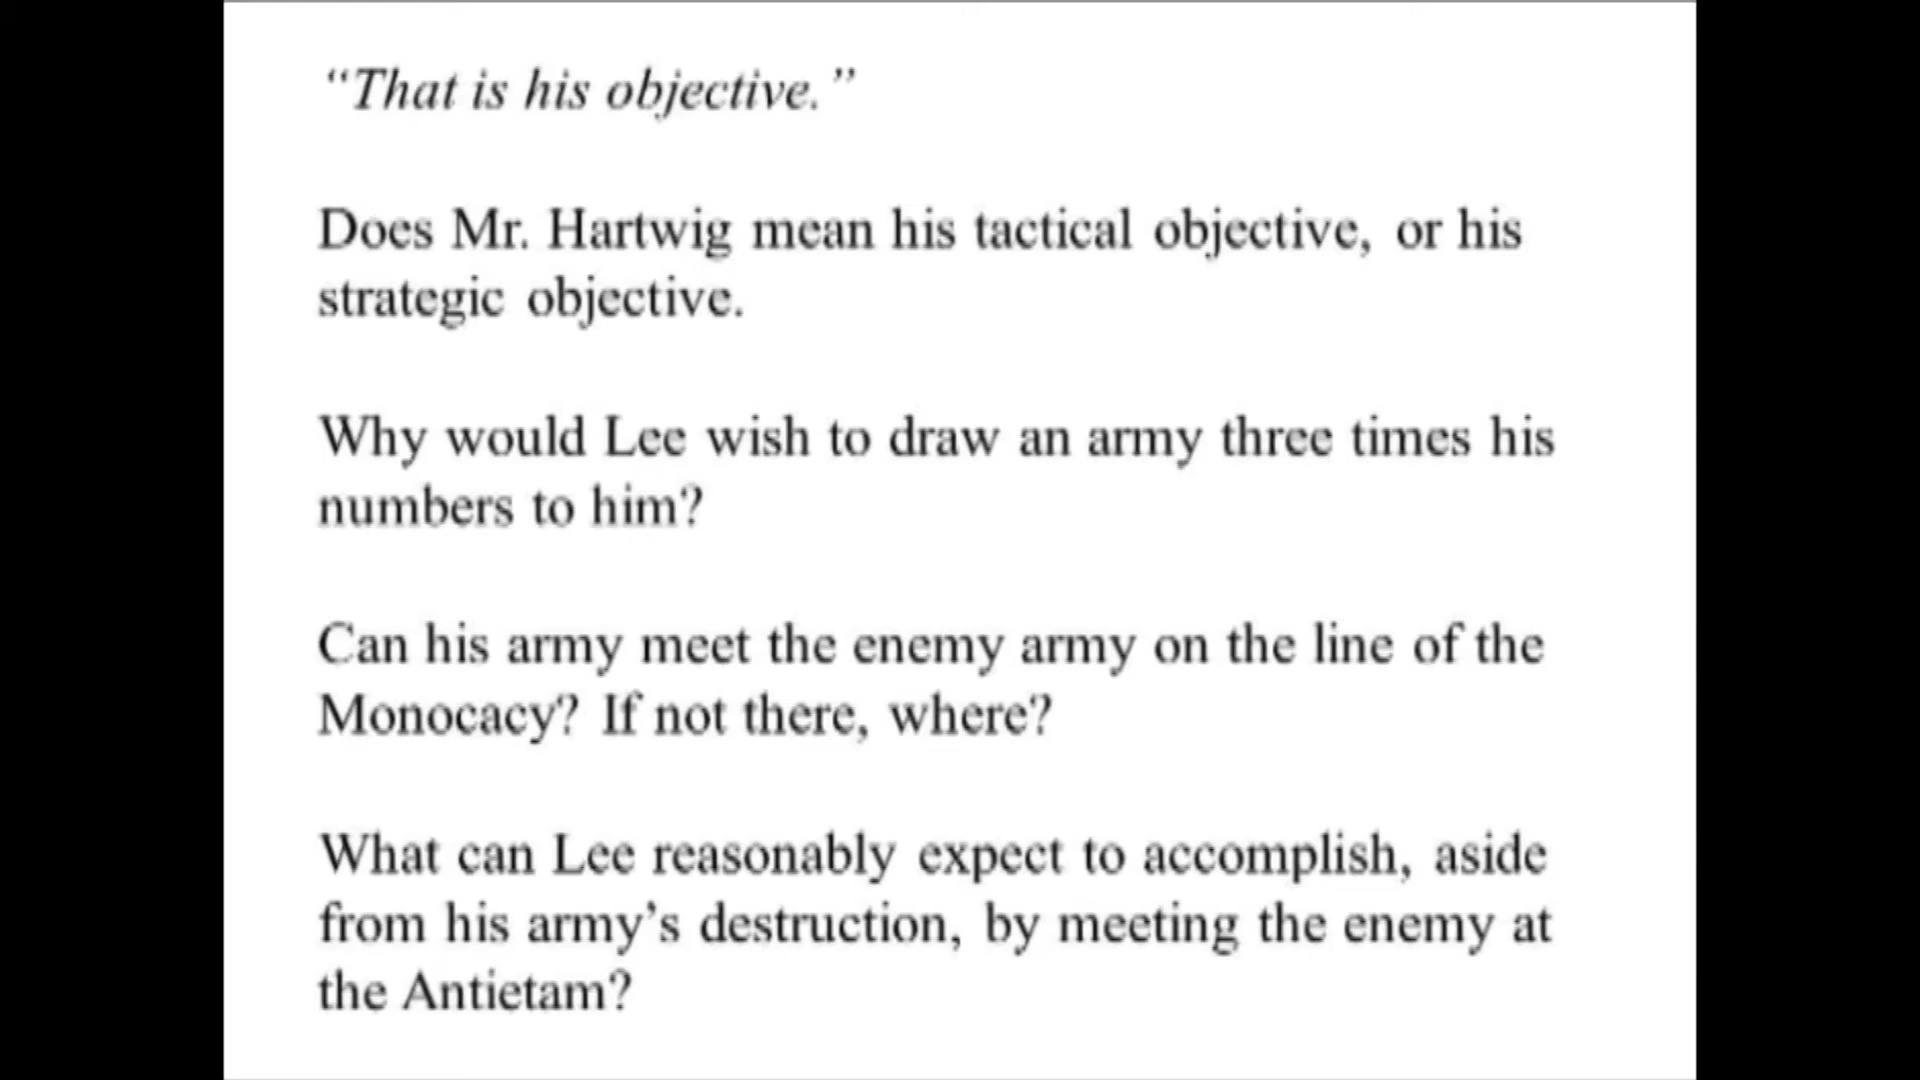 “That is his objective.”
Does Mr. Hartwig mean his tactical objective, or his
strategic objective.
Why would Lee wish to draw an army three times his
numbers to him?
Can his army meet the enemy army on the line of the
Monocacy? If not there, where?
What can Lee reasonably expect to accomplish, aside
from his army’s destruction, by meeting the enemy at
the Antietam?